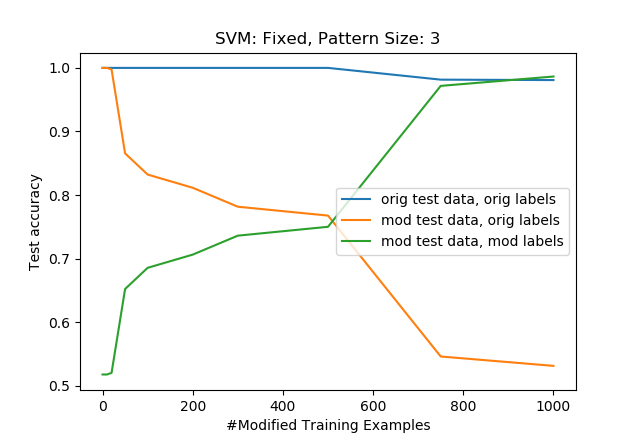 SVM: Fixed, Pattern Size: 3
1.0
0.9
0.8
0.7
0.6
0.5
Test accuracy
orig test data, orig labels
mod test data, orig labels
mod test data, mod labels
0 200 400 600 800 1000
#Modified Training Examples